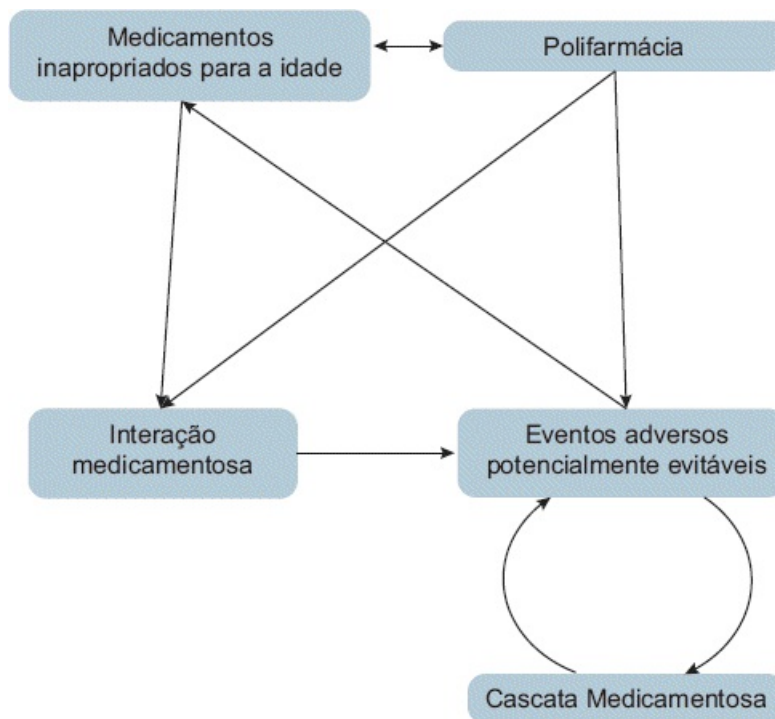 Medicamentos
inapropriados para a idade
Polifarmácia
Interação
medicamentosa
Eventos adversos
potencialmente evitáveis
Cascata Medicamentosa